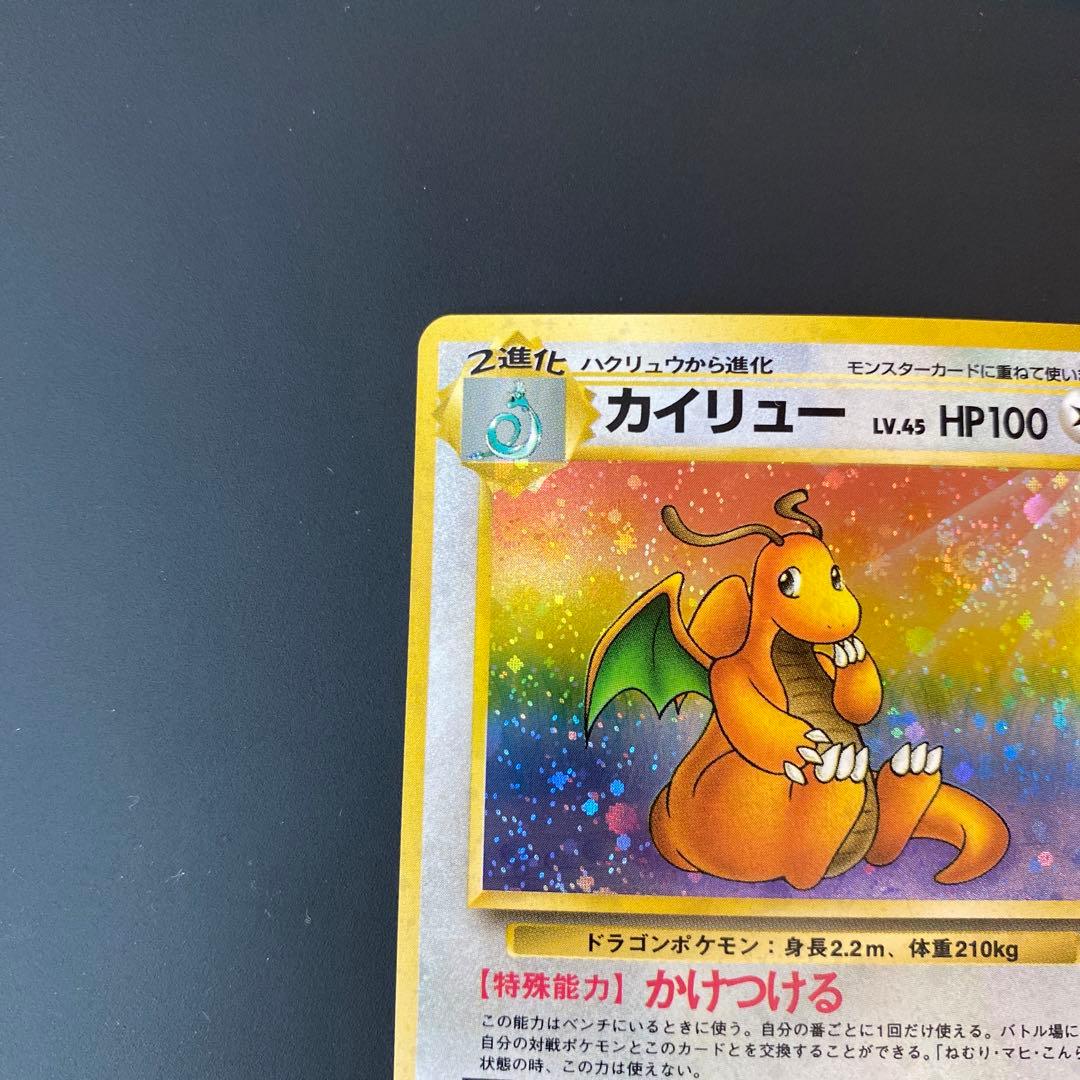 2進化 ハクリュウから進化 モンスターカードに重ねて使い
カイリュー LV.45 HP100
ドラゴンポケモン：身長2.2m、体重210kg
【特殊能力】かけつける
この能力はベンチにいるときに使う。自分の番ごとに1回だけ使える。バトル場に
自分の対戦ポケモンとこのカードとを交換することができる。「ねむり・マヒ・こんら
状態の時、この力は使えない。